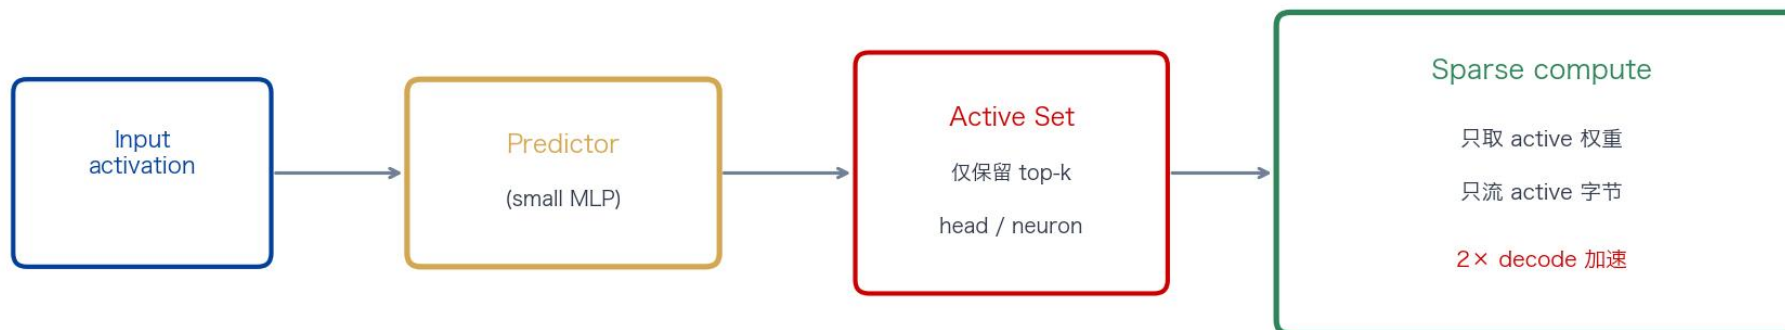 Input
activation
Predictor
(small MLP)
Active Set
仅保留 top-k
head / neuron
Sparse compute
只取 active 权重
只流 active 字节
2× decode 加速